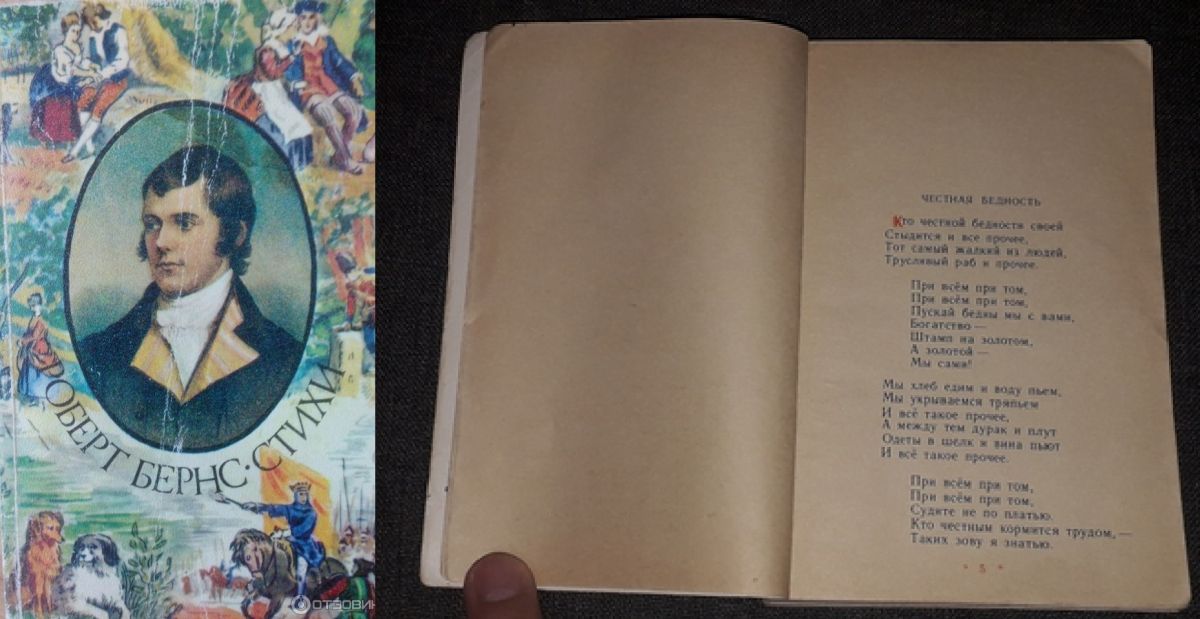 РОБЕРТ БЕРНС·СТИХИ
ОТЗОВИК
ЧЕСТНАЯ БЕДНОСТЬ
Кто честной бедности своей
Стыдится и все прочее,
Тот самый жалкий из людей,
Трусливый раб и прочее.
При всём при том,
При всём при том,
Пускай бедны мы с вами,
Богатство —
Штамп на золотом,
А золотой —
Мы сами!
Мы хлеб едим и воду пьем,
Мы укрываемся тряпьем
И всё такое прочее,
А между тем дурак и плут
Одеты в шелк и вина пьют
И всё такое прочее.
При всём при том,
При всём при том,
Судите не по платью.
Кто честным кормится трудом, —
Таких зову я знатью.
* 5 *